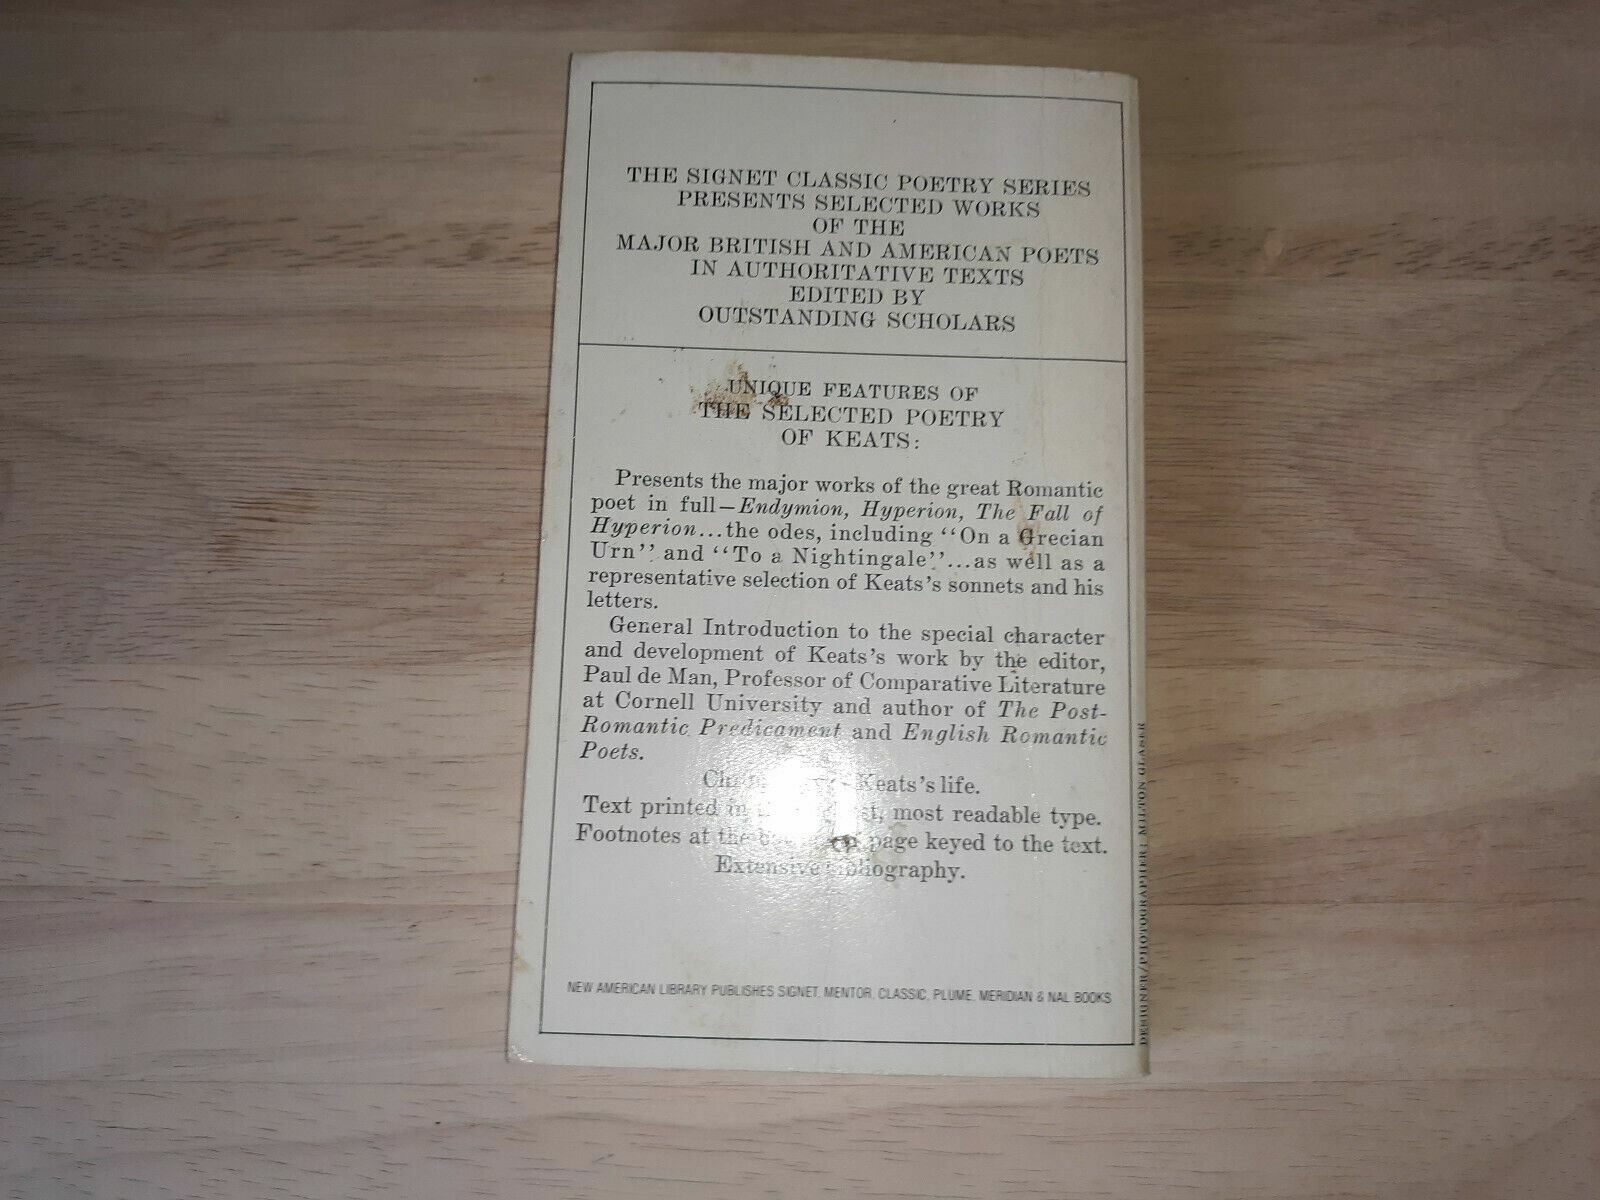 THE SIGNET CLASSIC POETRY SERIES
PRESENTS SELECTED WORKS
OF THE
MAJOR BRITISH AND AMERICAN POETS
IN AUTHORITATIVE TEXTS
EDITED BY
OUTSTANDING SCHOLARS
UNIQUE FEATURES OF
THE SELECTED POETRY
OF KEATS:
Presents the major works of the great Romantic
poet in full—Endymion, Hyperion, The Fall of
Hyperion...the odes, including "On a Grecian
Urn" and "To a Nightingale"...as well as a
representative selection of Keats's sonnets and his
letters.
General Introduction to the special character
and development of Keats's work by the editor,
Paul de Man, Professor of Comparative Literature
at Cornell University and author of The Post-
Romantic Predicament and English Romantic
Poets.
Keats's life.
Text printed in most readable type.
Footnotes at the page keyed to the text.
Extensive bibliography.
NEW AMERICAN LIBRARY PUBLISHES SIGNET, MENTOR, CLASSIC, PLUME, MERIDIAN & NAL BOOKS
DESIGNER/PHOTOGRAPHER: MILTON GLASER